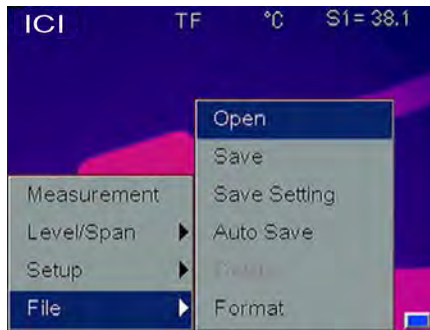 ICI TF °C S1= 38.1
Measurement
Level/Span
Setup
File
Open
Save
Save Setting
Auto Save
Format